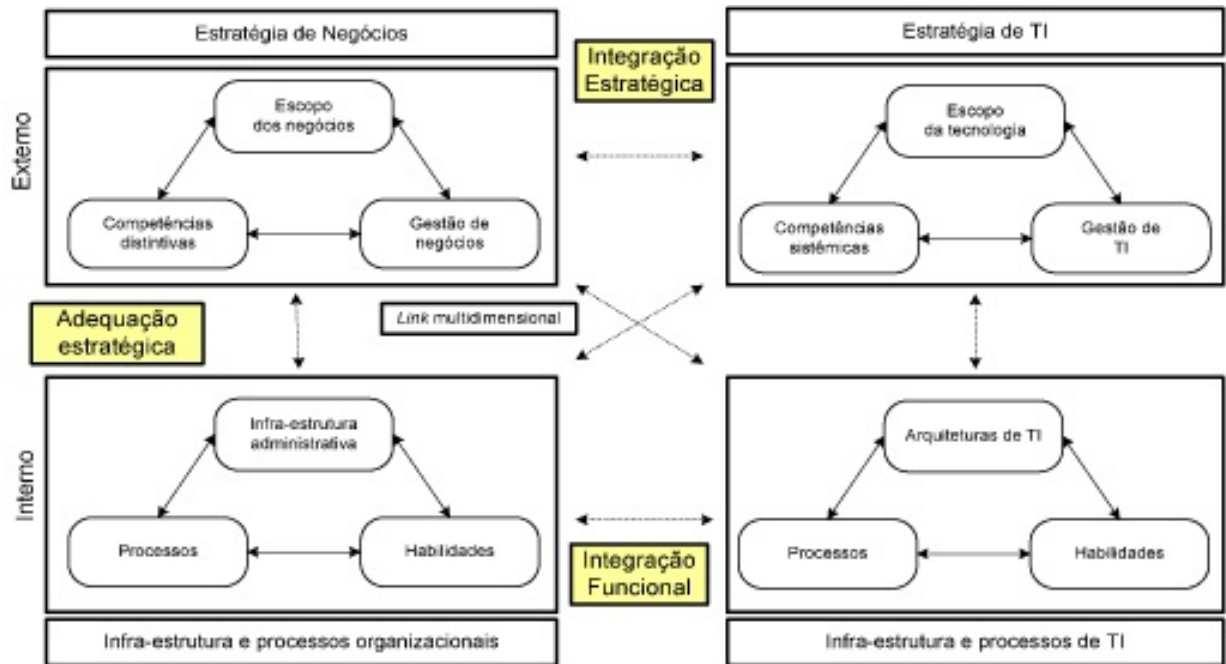 Estratégia de Negócios
Estratégia de TI
Integração
Estratégica
Externo
Escopo
dos negócios
Competências
distintivas
Gestão de
negócios
Escopo
da tecnologia
Competências
sistêmicas
Gestão de
TI
Adequação
estratégica
Link multidimensional
Interno
Infra-estrutura
administrativa
Processos
Habilidades
Arquiteturas de TI
Processos
Habilidades
Integração
Funcional
Infra-estrutura e processos organizacionais
Infra-estrutura e processos de TI